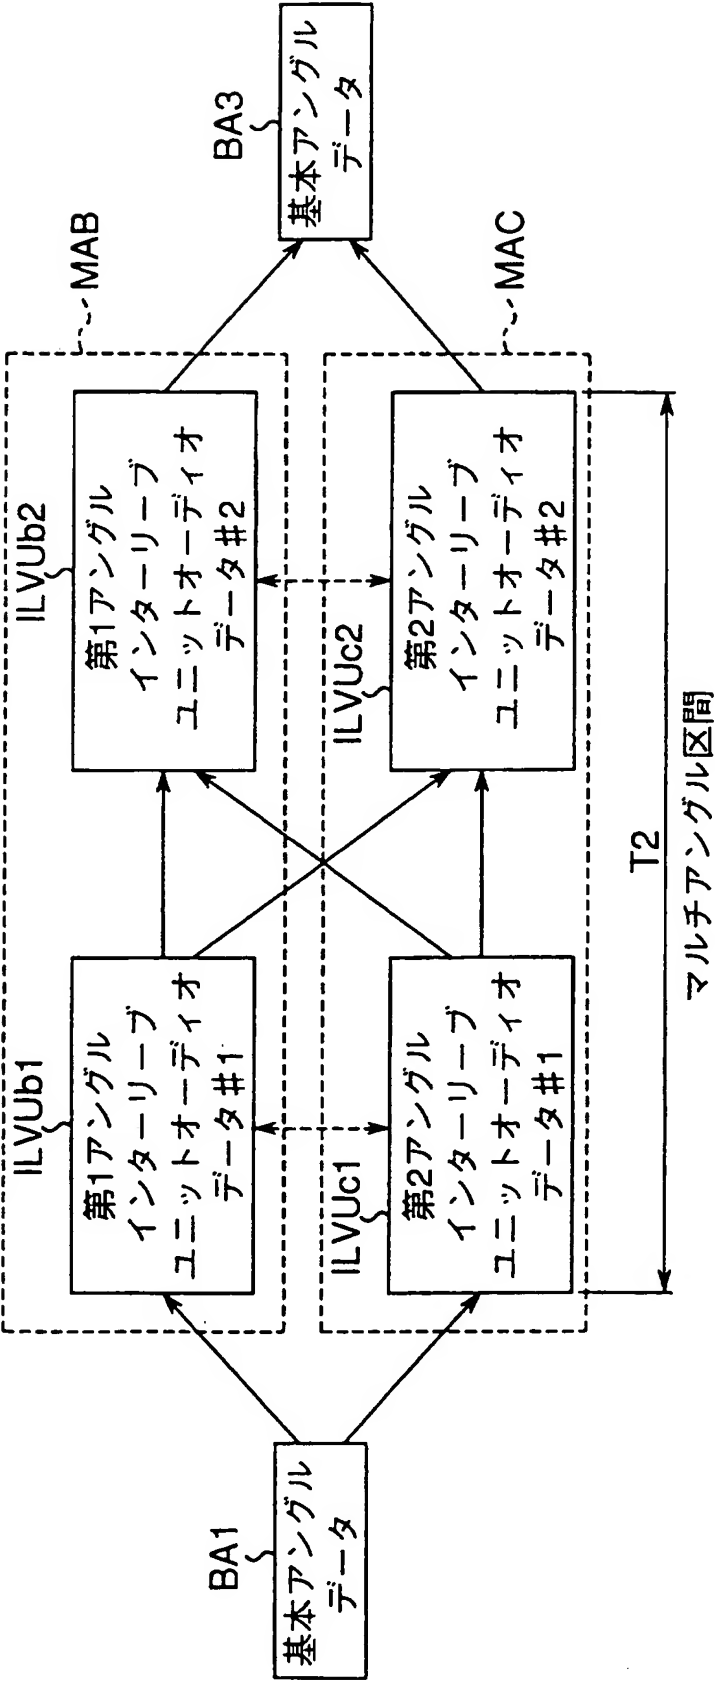 BA1
基本アングル
データ
MAB
ILVUb1
第1アングル
インターリーブ
ユニットオーディオ
データ#1
ILVUb2
第1アングル
インターリーブ
ユニットオーディオ
データ#2
MAC
ILVUc1
第2アングル
インターリーブ
ユニットオーディオ
データ#1
ILVUc2
第2アングル
インターリーブ
ユニットオーディオ
データ#2
BA3
基本アングル
データ
T2
マルチアングル区間